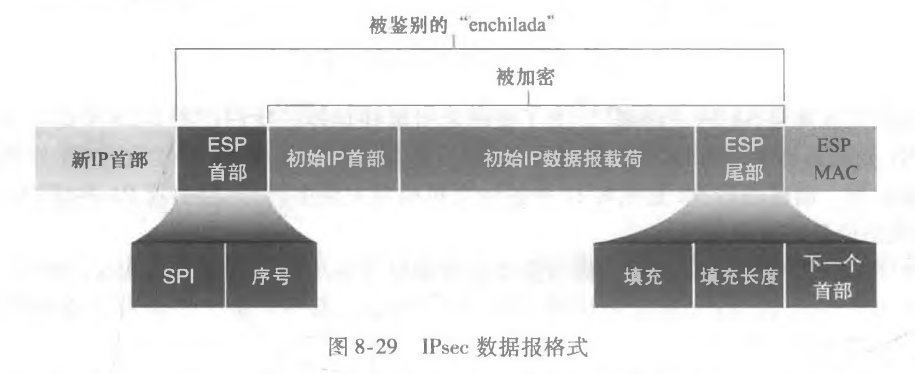 被鉴别的“enchilada”
被加密
新IP首部
ESP
首部
初始IP首部
初始IP数据报载荷
ESP
尾部
ESP
MAC
SPI
序号
填充
填充长度
下一个
首部
图 8-29 IPsec 数据报格式